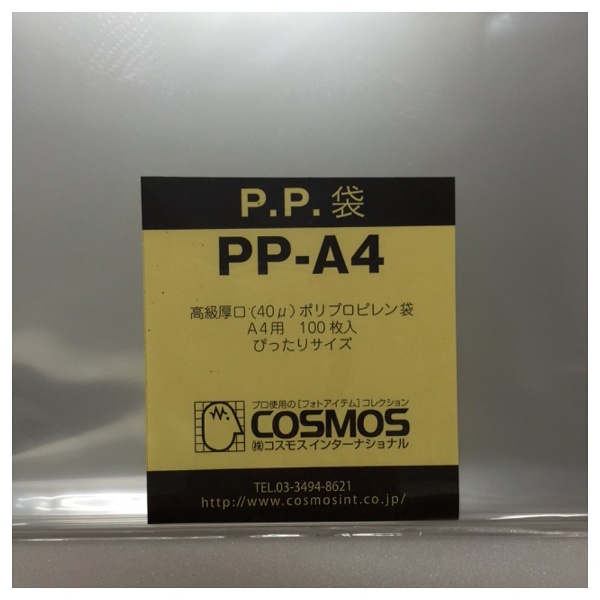 P.P.袋
PP-A4
高級厚口(40μ)ポリプロピレン袋
A4用 100枚入
ぴったりサイズ
プロ使用の[フォトアイテム]コレクション
COSMOS
㈱コスモスインターナショナル
TEL.03-3494-8621
http://www.cosmosint.co.jp/